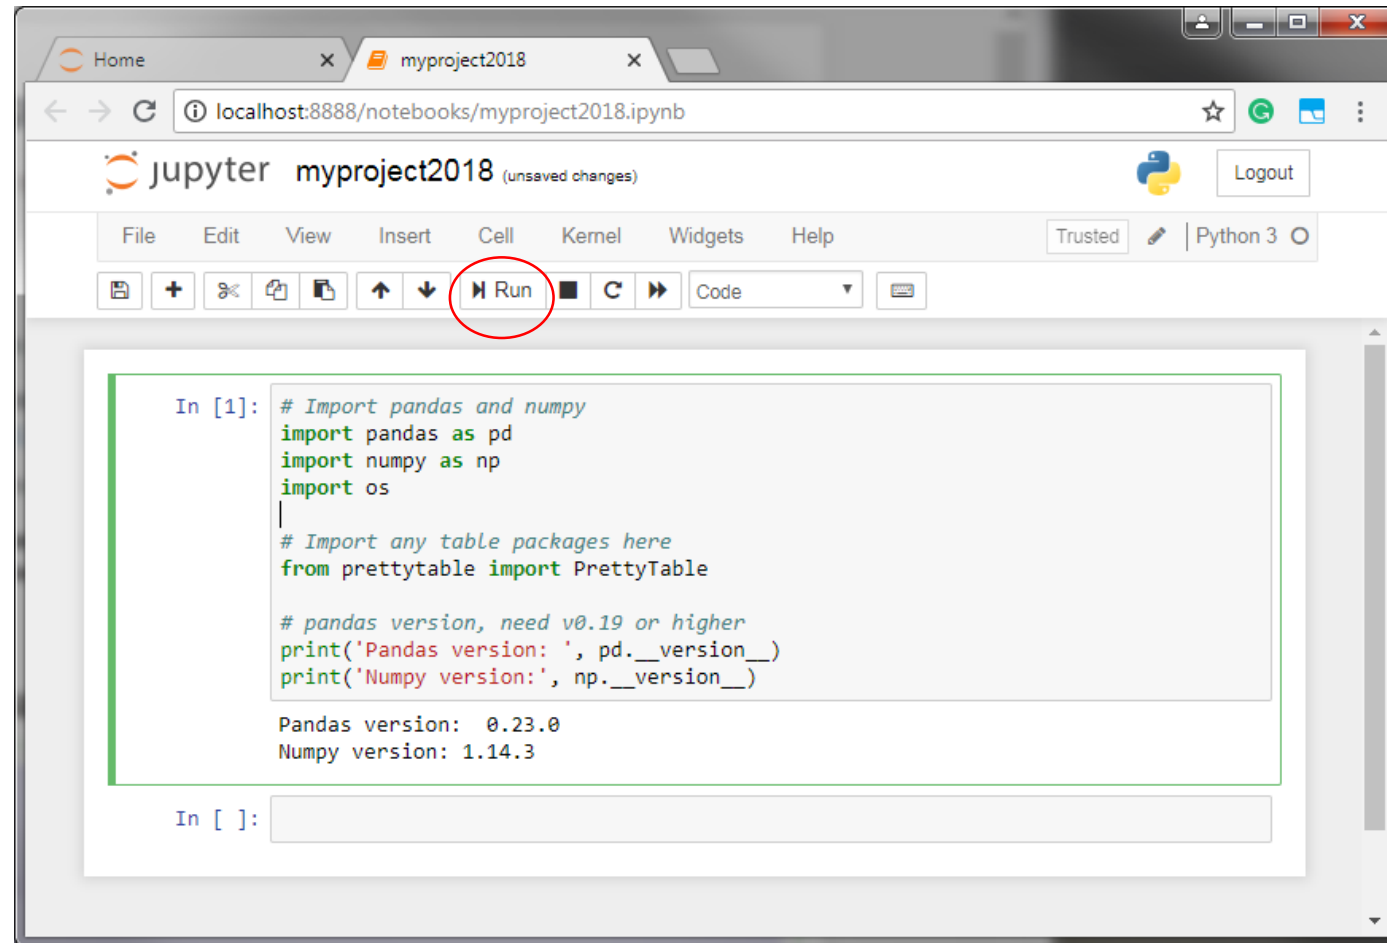 Home
myproject2018
localhost:8888/notebooks/myproject2018.ipynb
jupyter myproject2018 (unsaved changes)
Logout
File Edit View Insert Cell Kernel Widgets Help Trusted Python 3
Run Code
In [1]: # Import pandas and numpy
import pandas as pd
import numpy as np
import os
# Import any table packages here
from prettytable import PrettyTable
# pandas version, need v0.19 or higher
print('Pandas version: ', pd.__version__)
print('Numpy version:', np.__version__)
Pandas version:  0.23.0
Numpy version: 1.14.3
In [ ]: